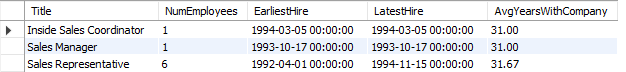 Title NumEmployees EarliestHire LatestHire AvgYearsWithCompany
Inside Sales Coordinator 1 1994-03-05 00:00:00 1994-03-05 00:00:00 31.00
Sales Manager 1 1993-10-17 00:00:00 1993-10-17 00:00:00 31.00
Sales Representative 6 1992-04-01 00:00:00 1994-11-15 00:00:00 31.67